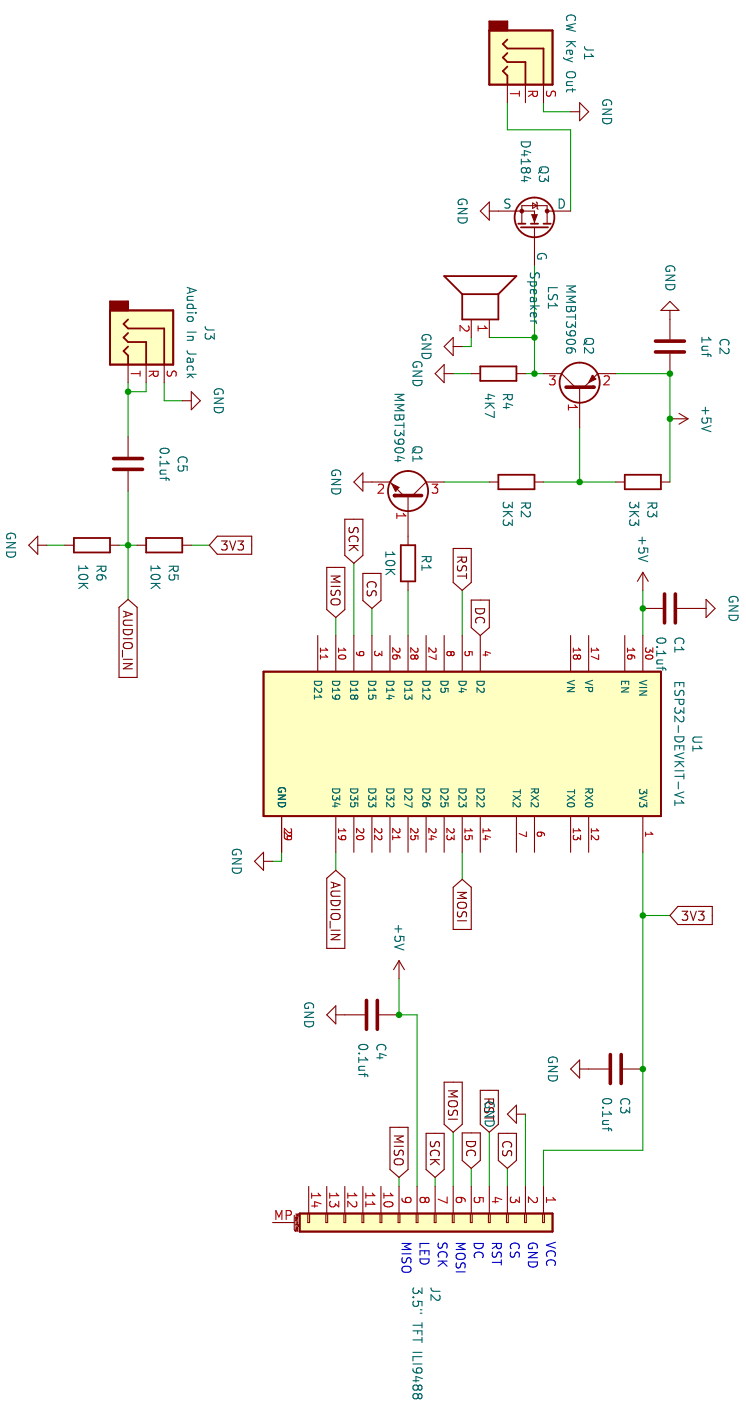 CW Key Out
J1
S
R
T
GND
Q3
D4184
S
D
G
GND
Speaker
LS1
1
2
GND
MMBT3906
Q2
3
2
1
GND
C2
1uf
+5V
R4
4K7
GND
R3
3K3
R2
3K3
MMBT3904
Q1
2
3
1
GND
R1
10K
J3
Audio In Jack
S
R
T
GND
C5
0.1uf
3V3
R5
10K
R6
10K
GND
AUDIO_IN
SCK
MISO
CS
RST
DC
+5V
C1
0.1uf
GND
U1
ESP32-DEVKIT-V1
11
10
9
3
26
28
27
8
5
4
18
17
16
30
D21
D19
D18
D15
D14
D13
D12
D5
D4
D2
VN
VP
EN
VIN
GND
D34
D35
D33
D32
D27
D26
D25
D23
D22
TX2
RX2
TX0
RX0
3V3
19
20
22
21
25
24
23
15
14
7
6
13
12
1
GND
AUDIO_IN
MOSI
3V3
+5V
GND
C4
0.1uf
GND
C3
0.1uf
MISO
SCK
MOSI
DC
RST
GND
CS
14
13
12
11
10
9
8
7
6
5
4
3
2
1
MP
VCC
GND
CS
RST
DC
MOSI
SCK
LED
MISO
J2
3.5" TFT ILI9488